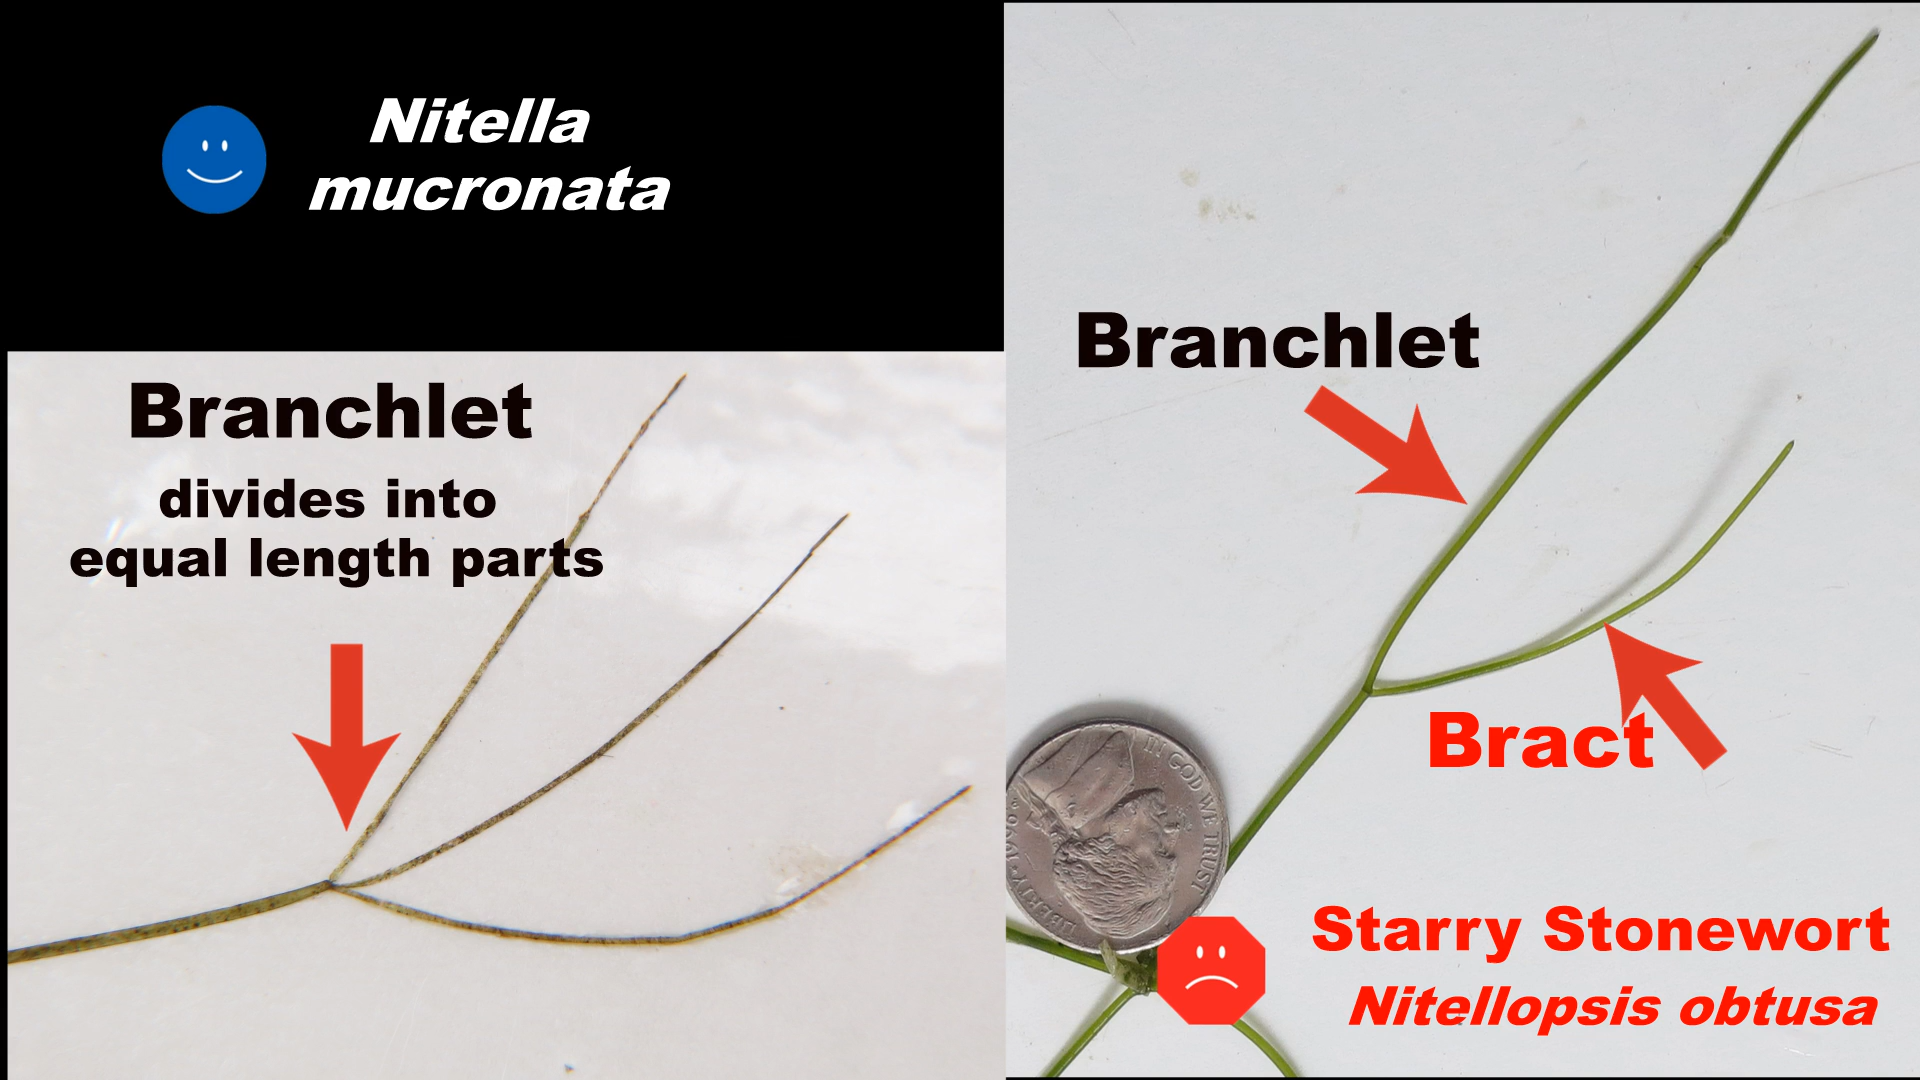 Nitella
mucronata
Branchlet
divides into
equal length parts
Branchlet
Bract
IN GOD WE TRUST
LIBERTY
1996
Starry Stonewort
Nitellopsis obtusa